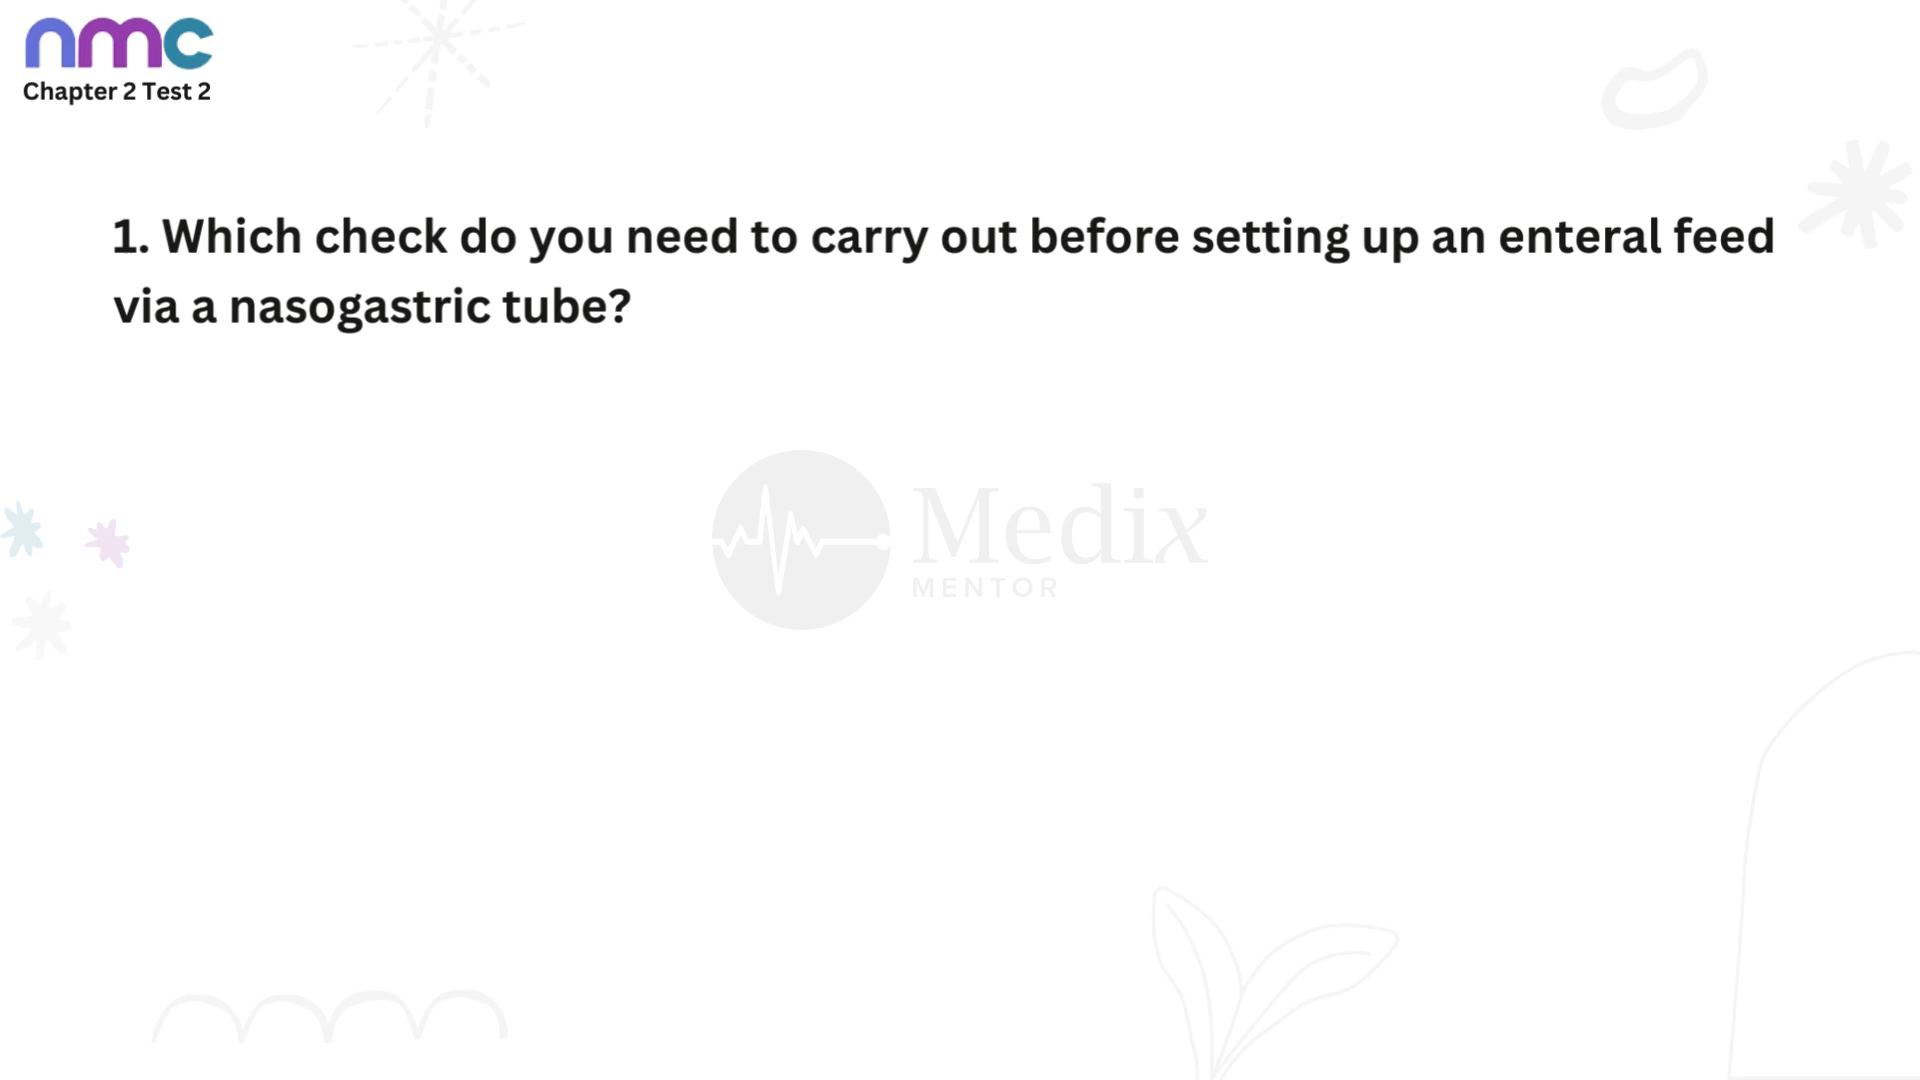 nmc
Chapter 2 Test 2
1. Which check do you need to carry out before setting up an enteral feed
via a nasogastric tube?
Medix
MENTOR